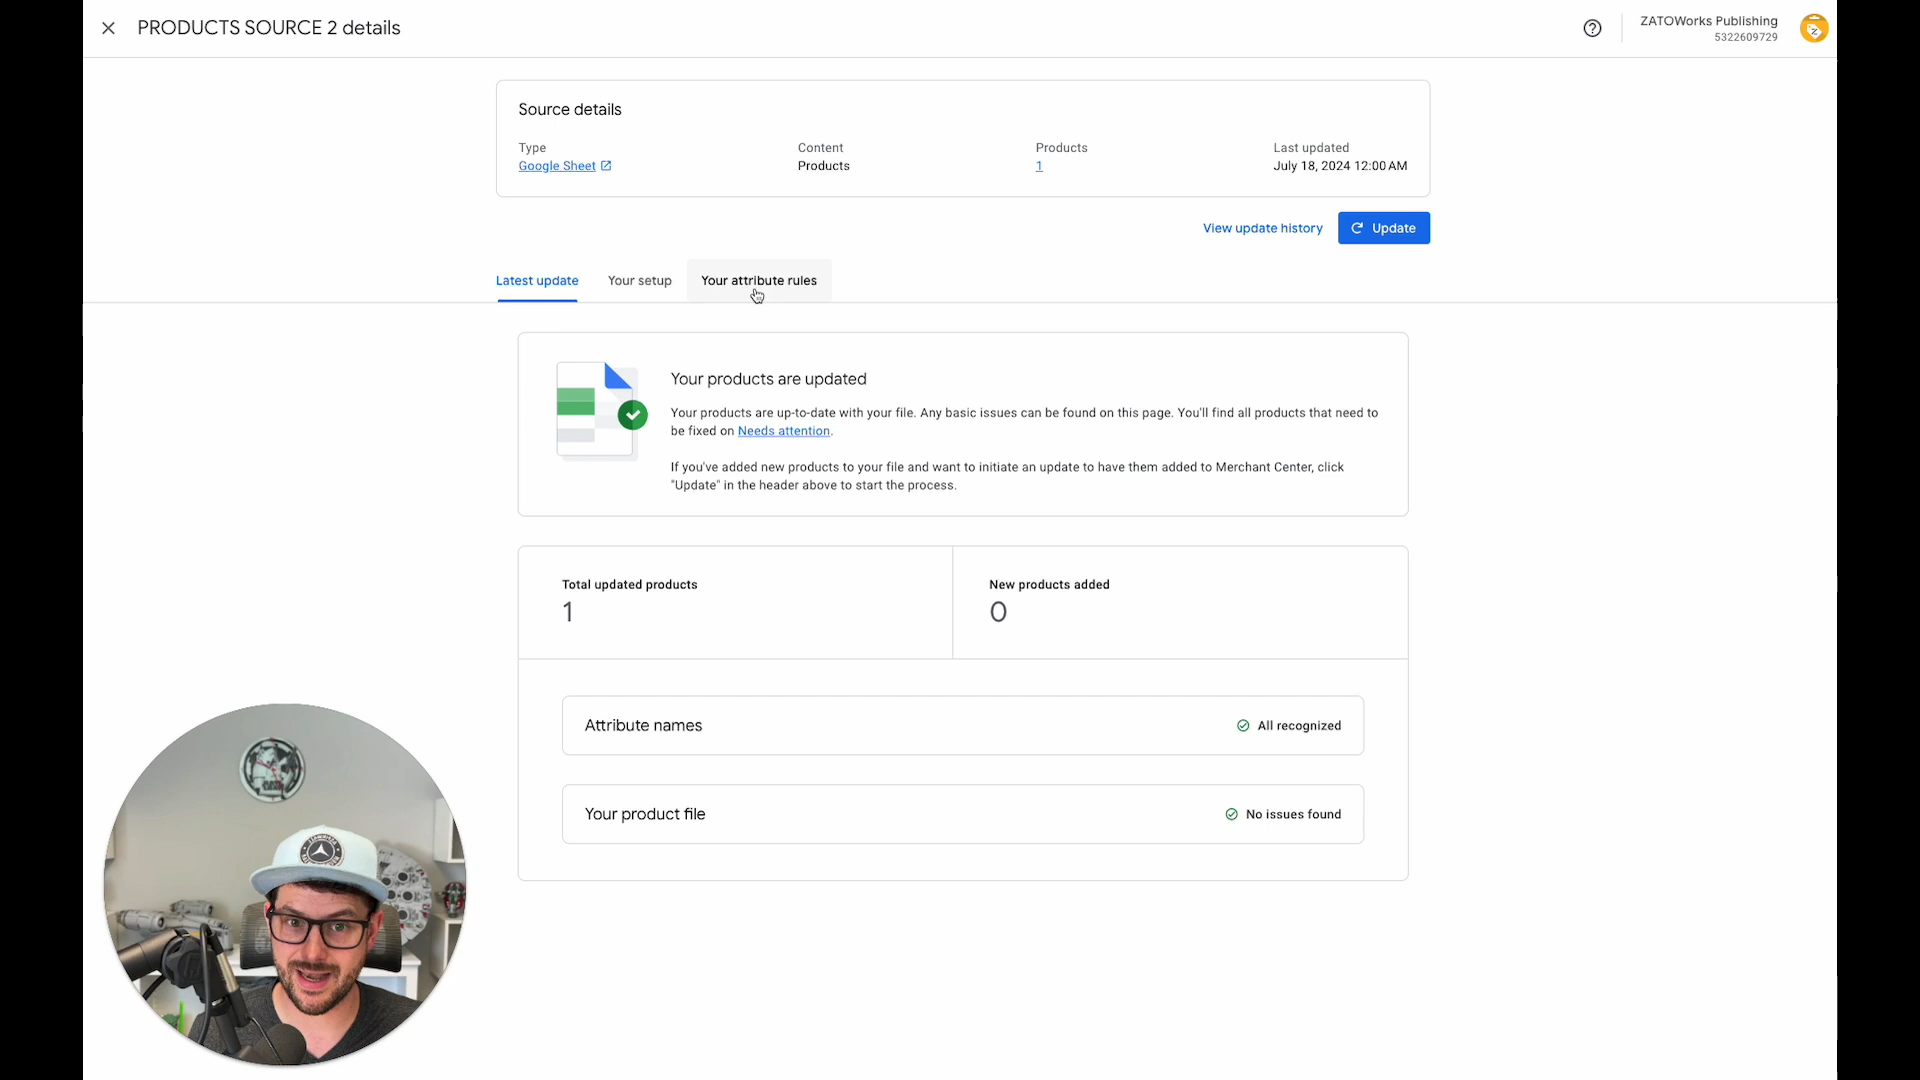 PRODUCTS SOURCE 2 details
ZATOWorks Publishing
5322609729
Source details
Type
Content
Products
Last updated
Google Sheet
Products
1
July 18, 2024 12:00 AM
View update history
Update
Latest update
Your setup
Your attribute rules
Your products are updated
Your products are up-to-date with your file. Any basic issues can be found on this page. You'll find all products that need to
be fixed on Needs attention.
If you've added new products to your file and want to initiate an update to have them added to Merchant Center, click
"Update" in the header above to start the process.
Total updated products
1
New products added
0
Attribute names
All recognized
Your product file
No issues found